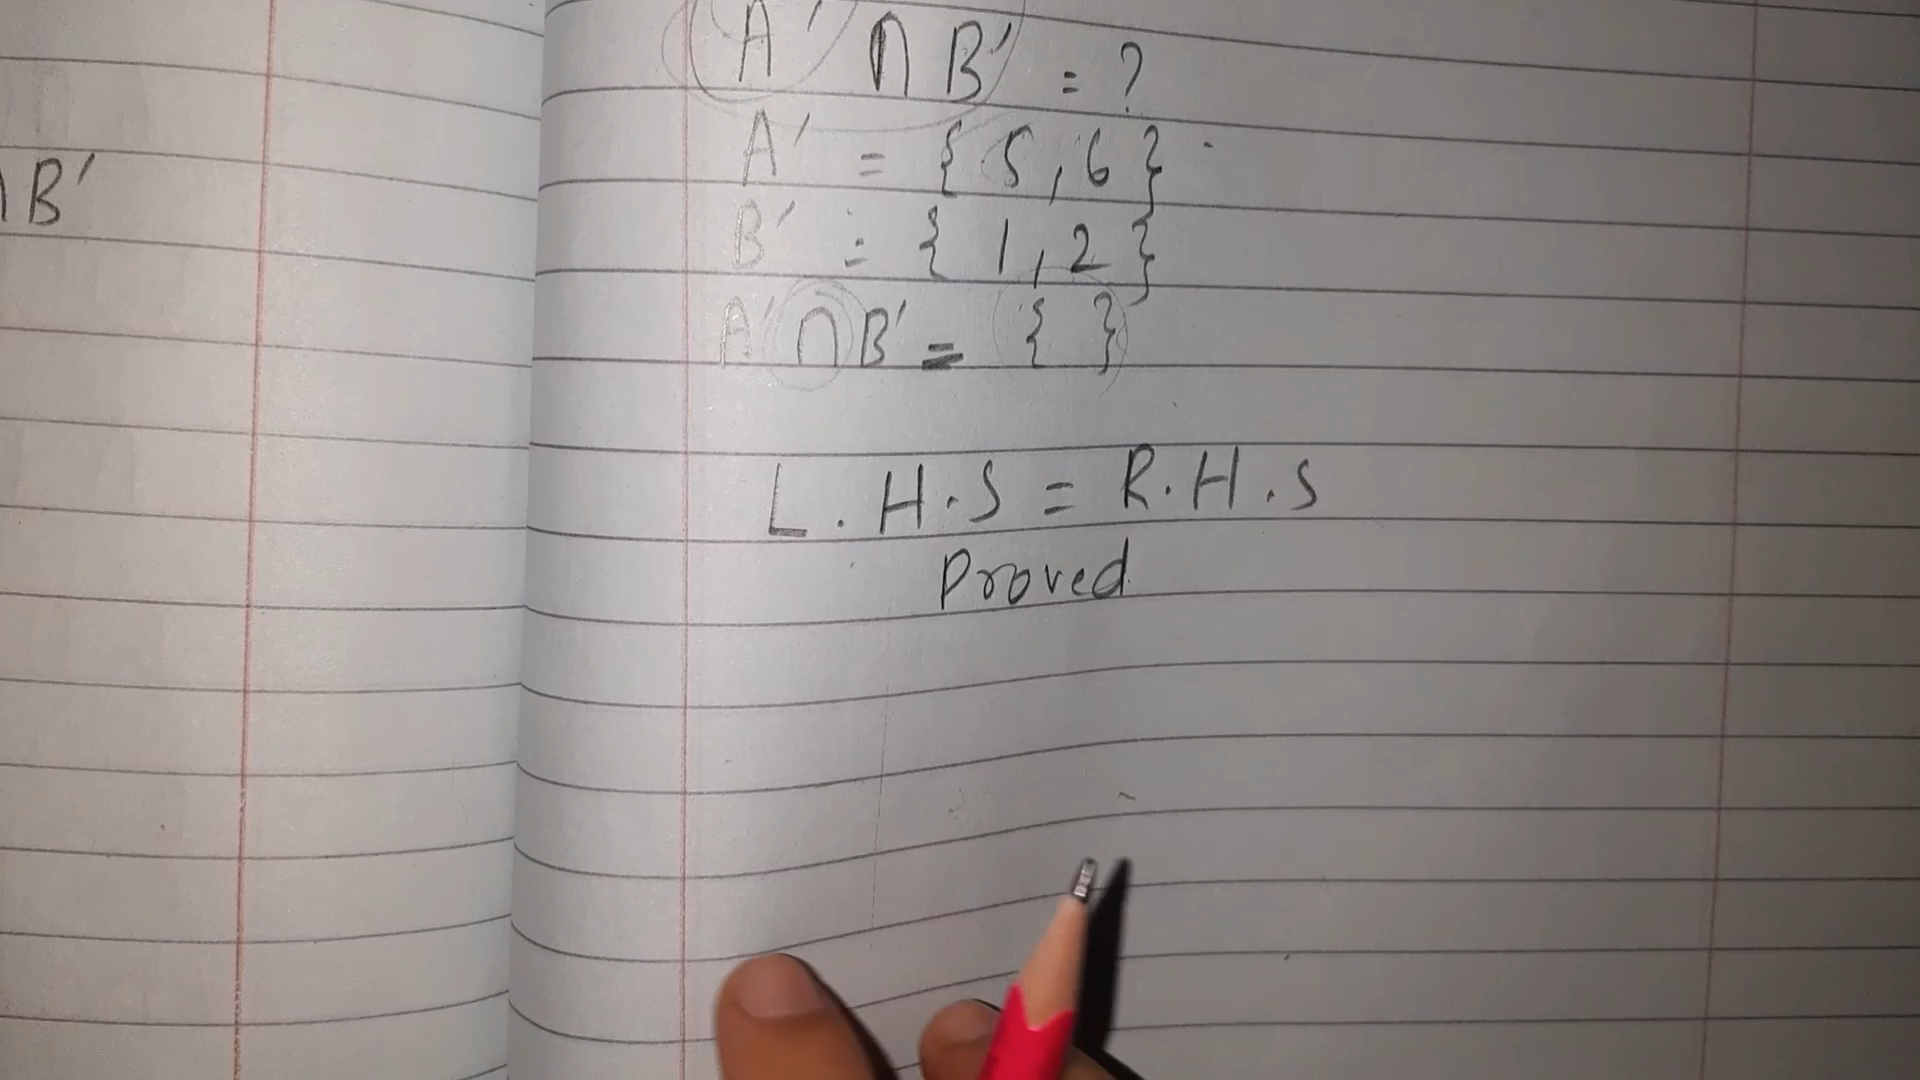 ∩B'
A' ∩ B' = ?
A' = {5,6}
B' = {1,2}
A' ∩ B' = { }
L.H.S = R.H.S
Proved